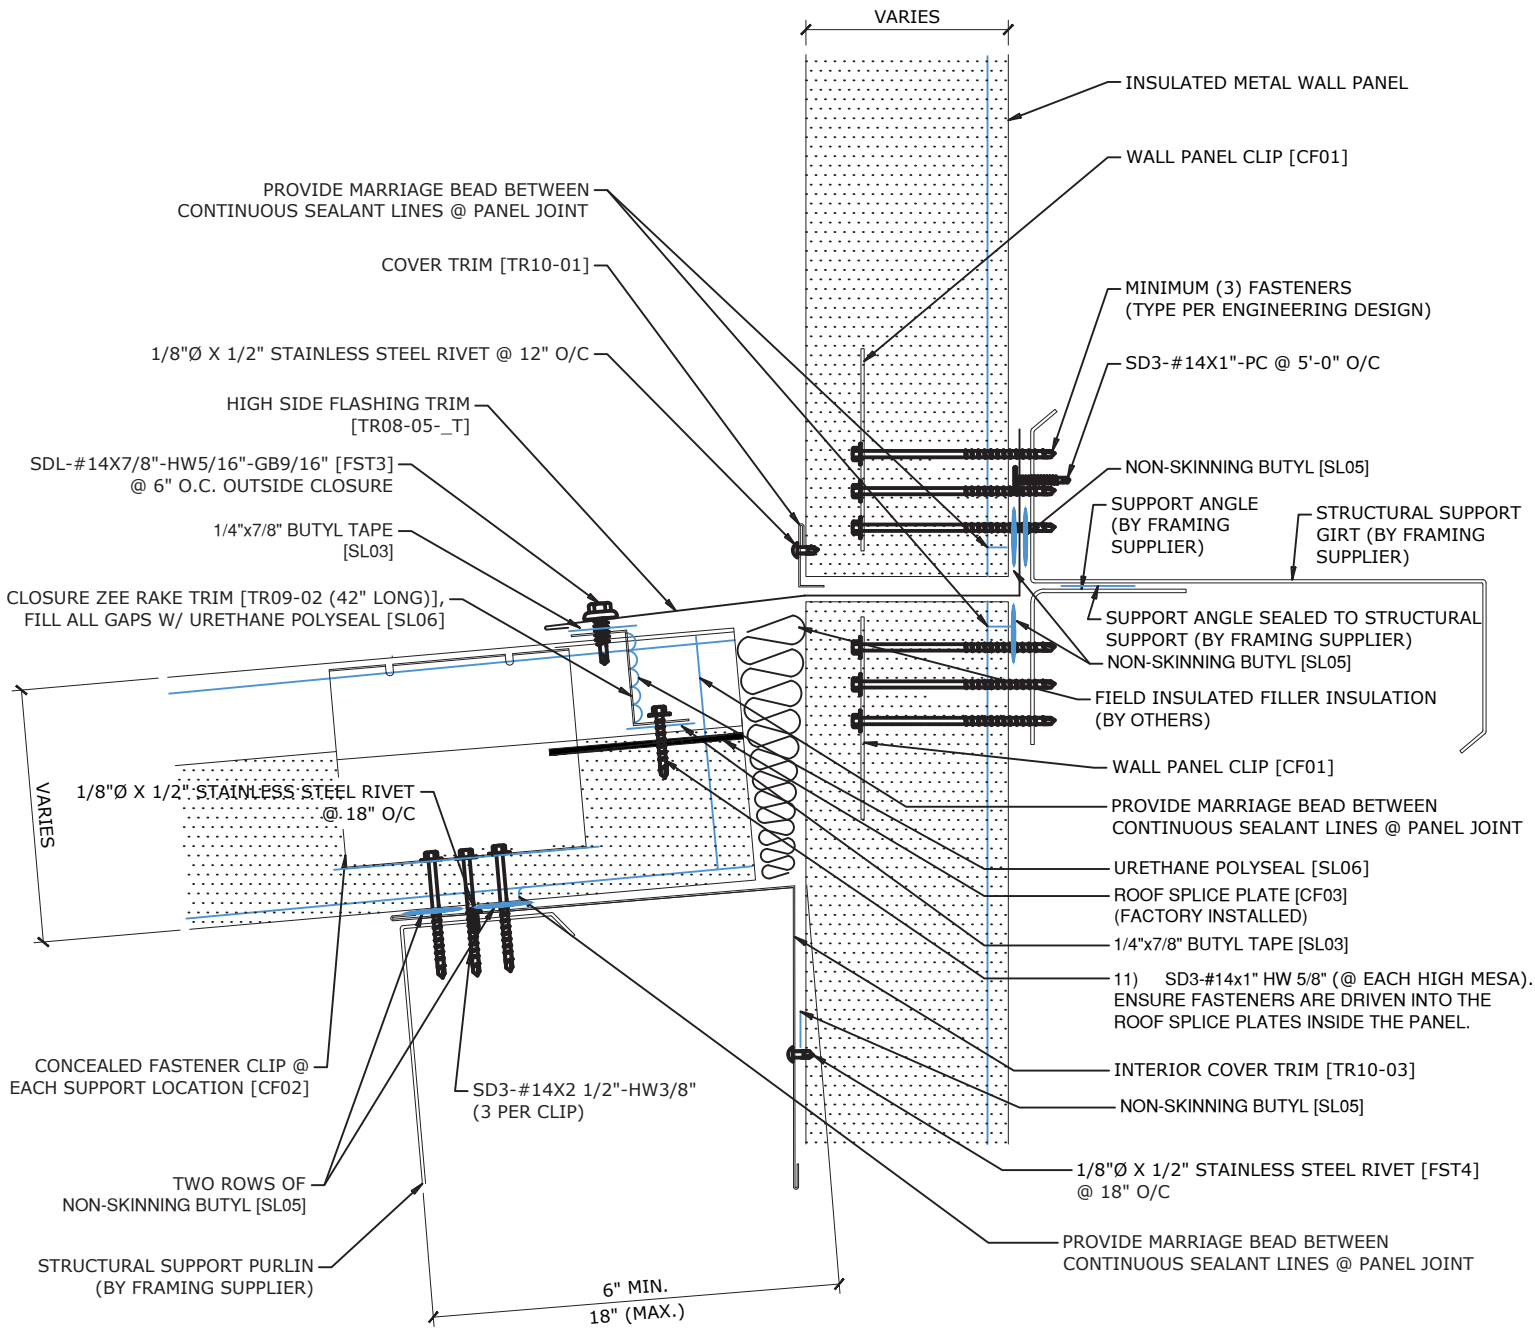 VARIES
INSULATED METAL WALL PANEL
WALL PANEL CLIP [CF01]
PROVIDE MARRIAGE BEAD BETWEEN
CONTINUOUS SEALANT LINES @ PANEL JOINT
COVER TRIM [TR10-01]
MINIMUM (3) FASTENERS
(TYPE PER ENGINEERING DESIGN)
1/8"Ø X 1/2" STAINLESS STEEL RIVET @ 12" O/C
SD3-#14X1"-PC @ 5'-0" O/C
HIGH SIDE FLASHING TRIM
[TR08-05-_T]
SDL-#14X7/8"-HW5/16"-GB9/16" [FST3]
@ 6" O.C. OUTSIDE CLOSURE
NON-SKINNING BUTYL [SL05]
SUPPORT ANGLE
(BY FRAMING
SUPPLIER)
STRUCTURAL SUPPORT
GIRT (BY FRAMING
SUPPLIER)
1/4"x7/8" BUTYL TAPE
[SL03]
CLOSURE ZEE RAKE TRIM [TR09-02 (42" LONG)],
FILL ALL GAPS W/ URETHANE POLYSEAL [SL06]
SUPPORT ANGLE SEALED TO STRUCTURAL
SUPPORT (BY FRAMING SUPPLIER)
NON-SKINNING BUTYL [SL05]
FIELD INSULATED FILLER INSULATION
(BY OTHERS)
WALL PANEL CLIP [CF01]
VARIES
1/8"Ø X 1/2" STAINLESS STEEL RIVET
@ 18" O/C
PROVIDE MARRIAGE BEAD BETWEEN
CONTINUOUS SEALANT LINES @ PANEL JOINT
URETHANE POLYSEAL [SL06]
ROOF SPLICE PLATE [CF03]
(FACTORY INSTALLED)
1/4"x7/8" BUTYL TAPE [SL03]
11) SD3-#14x1" HW 5/8" (@ EACH HIGH MESA).
ENSURE FASTENERS ARE DRIVEN INTO THE
ROOF SPLICE PLATES INSIDE THE PANEL.
CONCEALED FASTENER CLIP @
EACH SUPPORT LOCATION [CF02]
SD3-#14X2 1/2"-HW3/8"
(3 PER CLIP)
INTERIOR COVER TRIM [TR10-03]
NON-SKINNING BUTYL [SL05]
TWO ROWS OF
NON-SKINNING BUTYL [SL05]
1/8"Ø X 1/2" STAINLESS STEEL RIVET [FST4]
@ 18" O/C
STRUCTURAL SUPPORT PURLIN
(BY FRAMING SUPPLIER)
PROVIDE MARRIAGE BEAD BETWEEN
CONTINUOUS SEALANT LINES @ PANEL JOINT
6" MIN.
18" (MAX.)